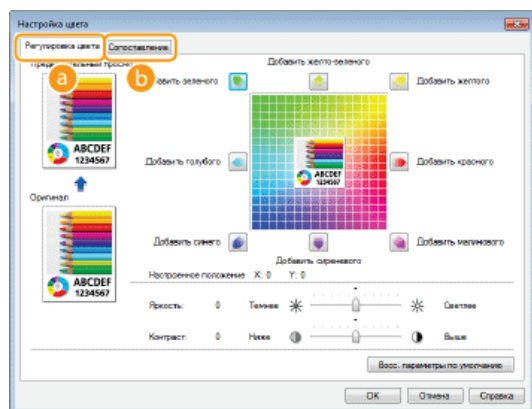 Настройка цвета
Регулировка цвета
Сопоставление
a
b
Добавить желто-зеленого
Добавить желтого
ABCDEF
1234567
Добавить голубого
ABCDEF
1234567
Добавить красного
Оригинал
ABCDEF
1234567
Добавить синего
Добавить малинового
Добавить сиреневого
Настроенное положение X: 0 Y: 0
Яркость: 0 Темнее Светлее
Контраст: 0 Ниже Выше
Восс. параметры по умолчанию
OK Отмена Справка